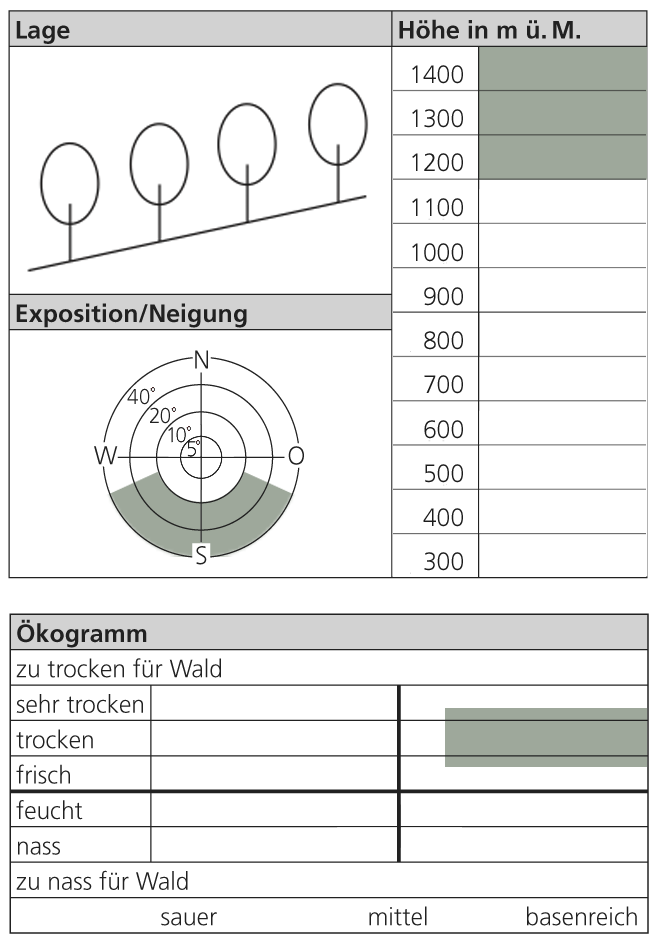 Lage
Höhe in m ü. M.
1400
1300
1200
1100
1000
900
800
700
600
500
400
300
Exposition/Neigung
N
40°
20°
10°
5°
W
O
S
Ökogramm
zu trocken für Wald
sehr trocken
trocken
frisch
feucht
nass
zu nass für Wald
sauer mittel basenreich